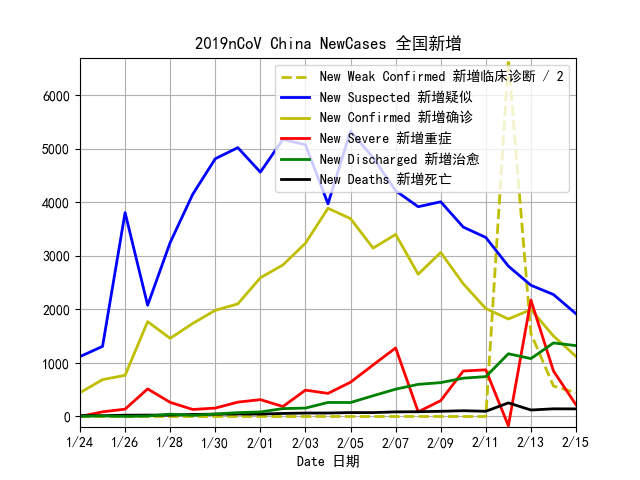 2019nCoV China NewCases 全国新增
New Weak Confirmed 新增临床诊断 / 2
New Suspected 新增疑似
New Confirmed 新增确诊
New Severe 新增重症
New Discharged 新增治愈
New Deaths 新增死亡
6000
5000
4000
3000
2000
1000
0
1/24 1/26 1/28 1/30 2/01 2/03 2/05 2/07 2/09 2/11 2/13 2/15
Date 日期